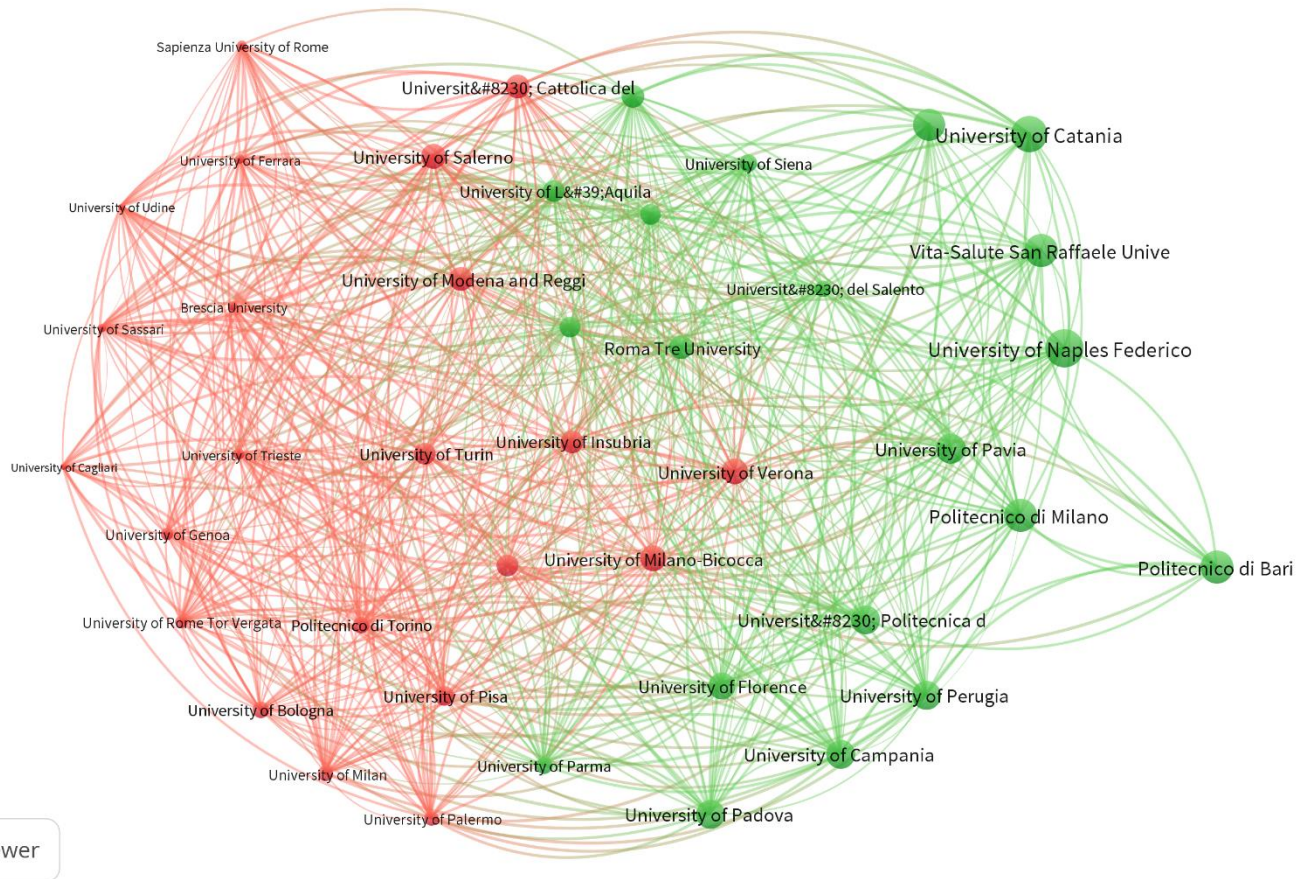 Sapienza University of Rome
Universit&#8230; Cattolica del
University of Catania
University of Salerno
University of Ferrara
University of Siena
University of L&#39;Aquila
University of Udine
Vita-Salute San Raffaele Unive
University of Modena and Reggi
Universit&#8230; del Salento
Brescia University
University of Sassari
Roma Tre University
University of Naples Federico
University of Insubria
University of Pavia
University of Trieste
University of Turin
University of Cagliari
University of Verona
Politecnico di Milano
University of Genoa
University of Milano-Bicocca
Politecnico di Bari
University of Rome Tor Vergata
Politecnico di Torino
Universit&#8230; Politecnica d
University of Florence
University of Pisa
University of Perugia
University of Bologna
University of Campania
University of Parma
University of Milan
University of Padova
University of Palermo
wer